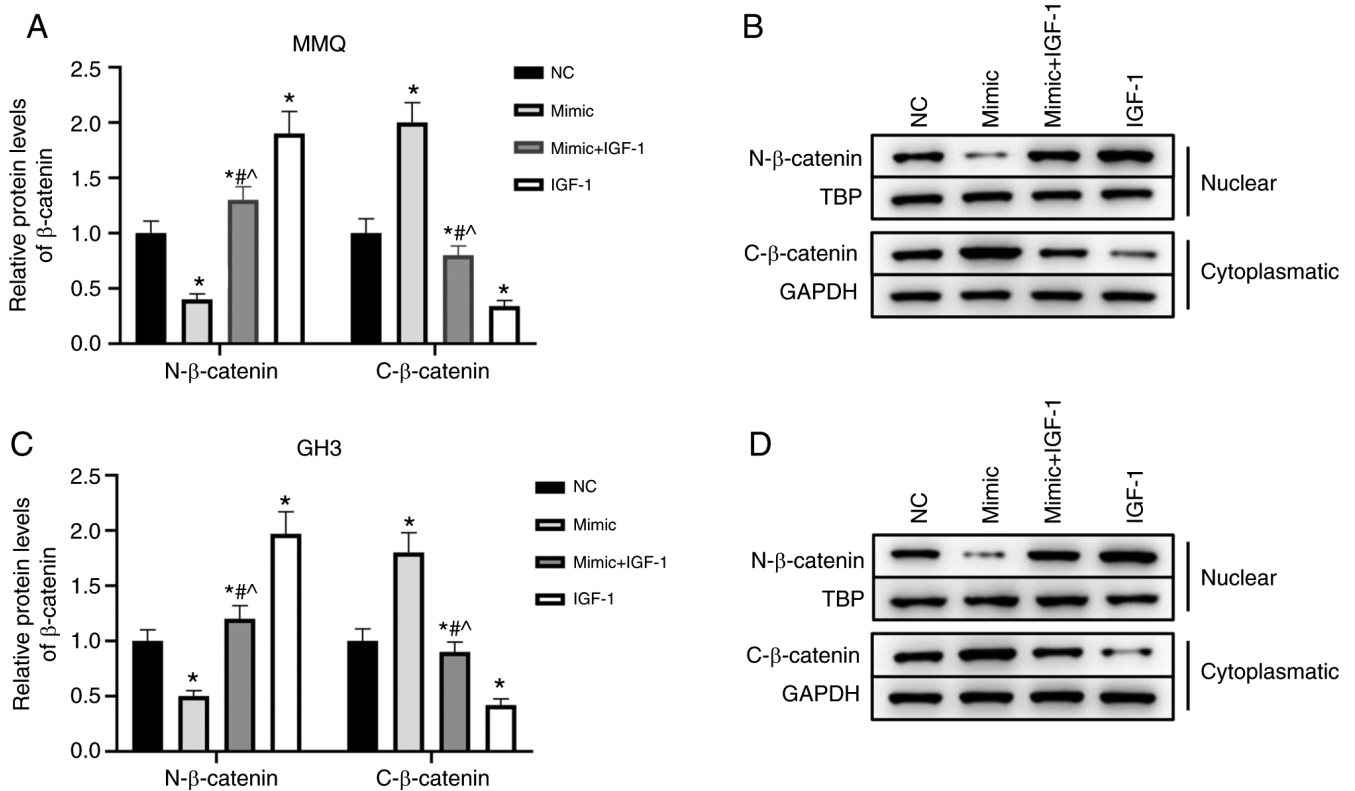 A
MMQ
Relative protein levels
of β-catenin
2.5
2.0
1.5
1.0
0.5
0.0
*
*#^
*
*
*#^
*
N-β-catenin
C-β-catenin
NC
Mimic
Mimic+IGF-1
IGF-1
B
NC
Mimic
Mimic+IGF-1
IGF-1
N-β-catenin
TBP
Nuclear
C-β-catenin
GAPDH
Cytoplasmatic
C
GH3
Relative protein levels
of β-catenin
2.5
2.0
1.5
1.0
0.5
0.0
*
*#^
*
*
*#^
*
N-β-catenin
C-β-catenin
NC
Mimic
Mimic+IGF-1
IGF-1
D
NC
Mimic
Mimic+IGF-1
IGF-1
N-β-catenin
TBP
Nuclear
C-β-catenin
GAPDH
Cytoplasmatic